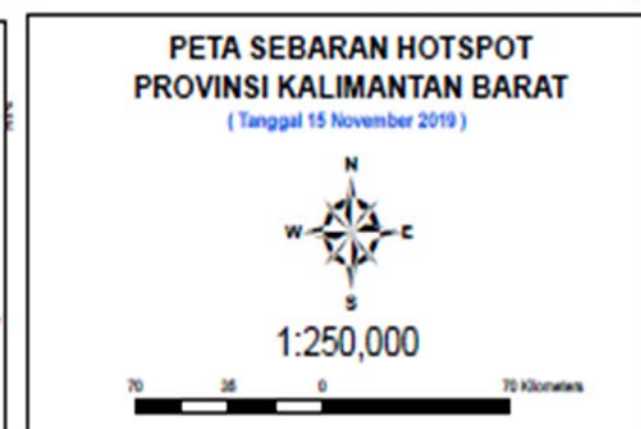 PETA SEBARAN HOTSPOT
PROVINSI KALIMANTAN BARAT
( Tanggal 15 November 2019 )
N
W E
S
1:250,000
70 35 0 70 Kilometers